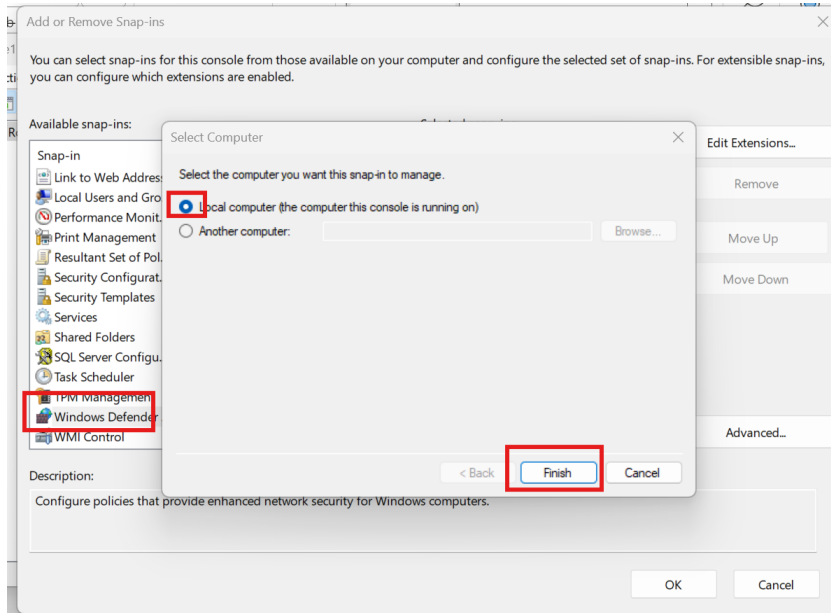 Add or Remove Snap-ins
You can select snap-ins for this console from those available on your computer and configure the selected set of snap-ins. For extensible snap-ins,
you can configure which extensions are enabled.
Available snap-ins:
Edit Extensions...
Remove
Move Up
Move Down
Advanced...
Snap-in
Link to Web Addres
Local Users and Gro
Performance Monit.
Print Management
Resultant Set of Pol.
Security Configurat.
Security Templates
Services
Shared Folders
SQL Server Configu.
Task Scheduler
TPM Management
Windows Defender
WMI Control
Select Computer
Select the computer you want this snap-in to manage.
Local computer (the computer this console is running on)
Another computer:
Browse...
< Back
Finish
Cancel
Description:
Configure policies that provide enhanced network security for Windows computers.
OK
Cancel